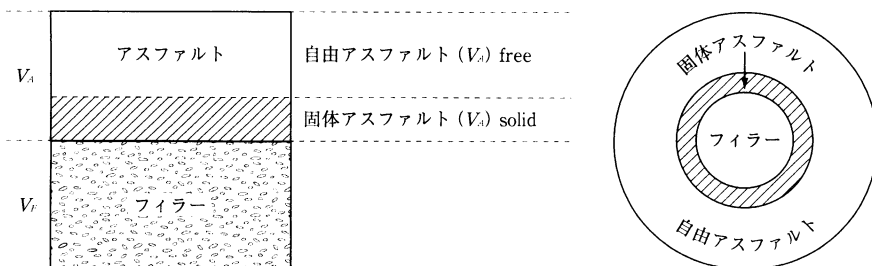 アスファルト
自由アスファルト (V_A) free
V_A
固体アスファルト (V_A) solid
フィラー
V_F
固体アスファルト
フィラー
自由アスファルト